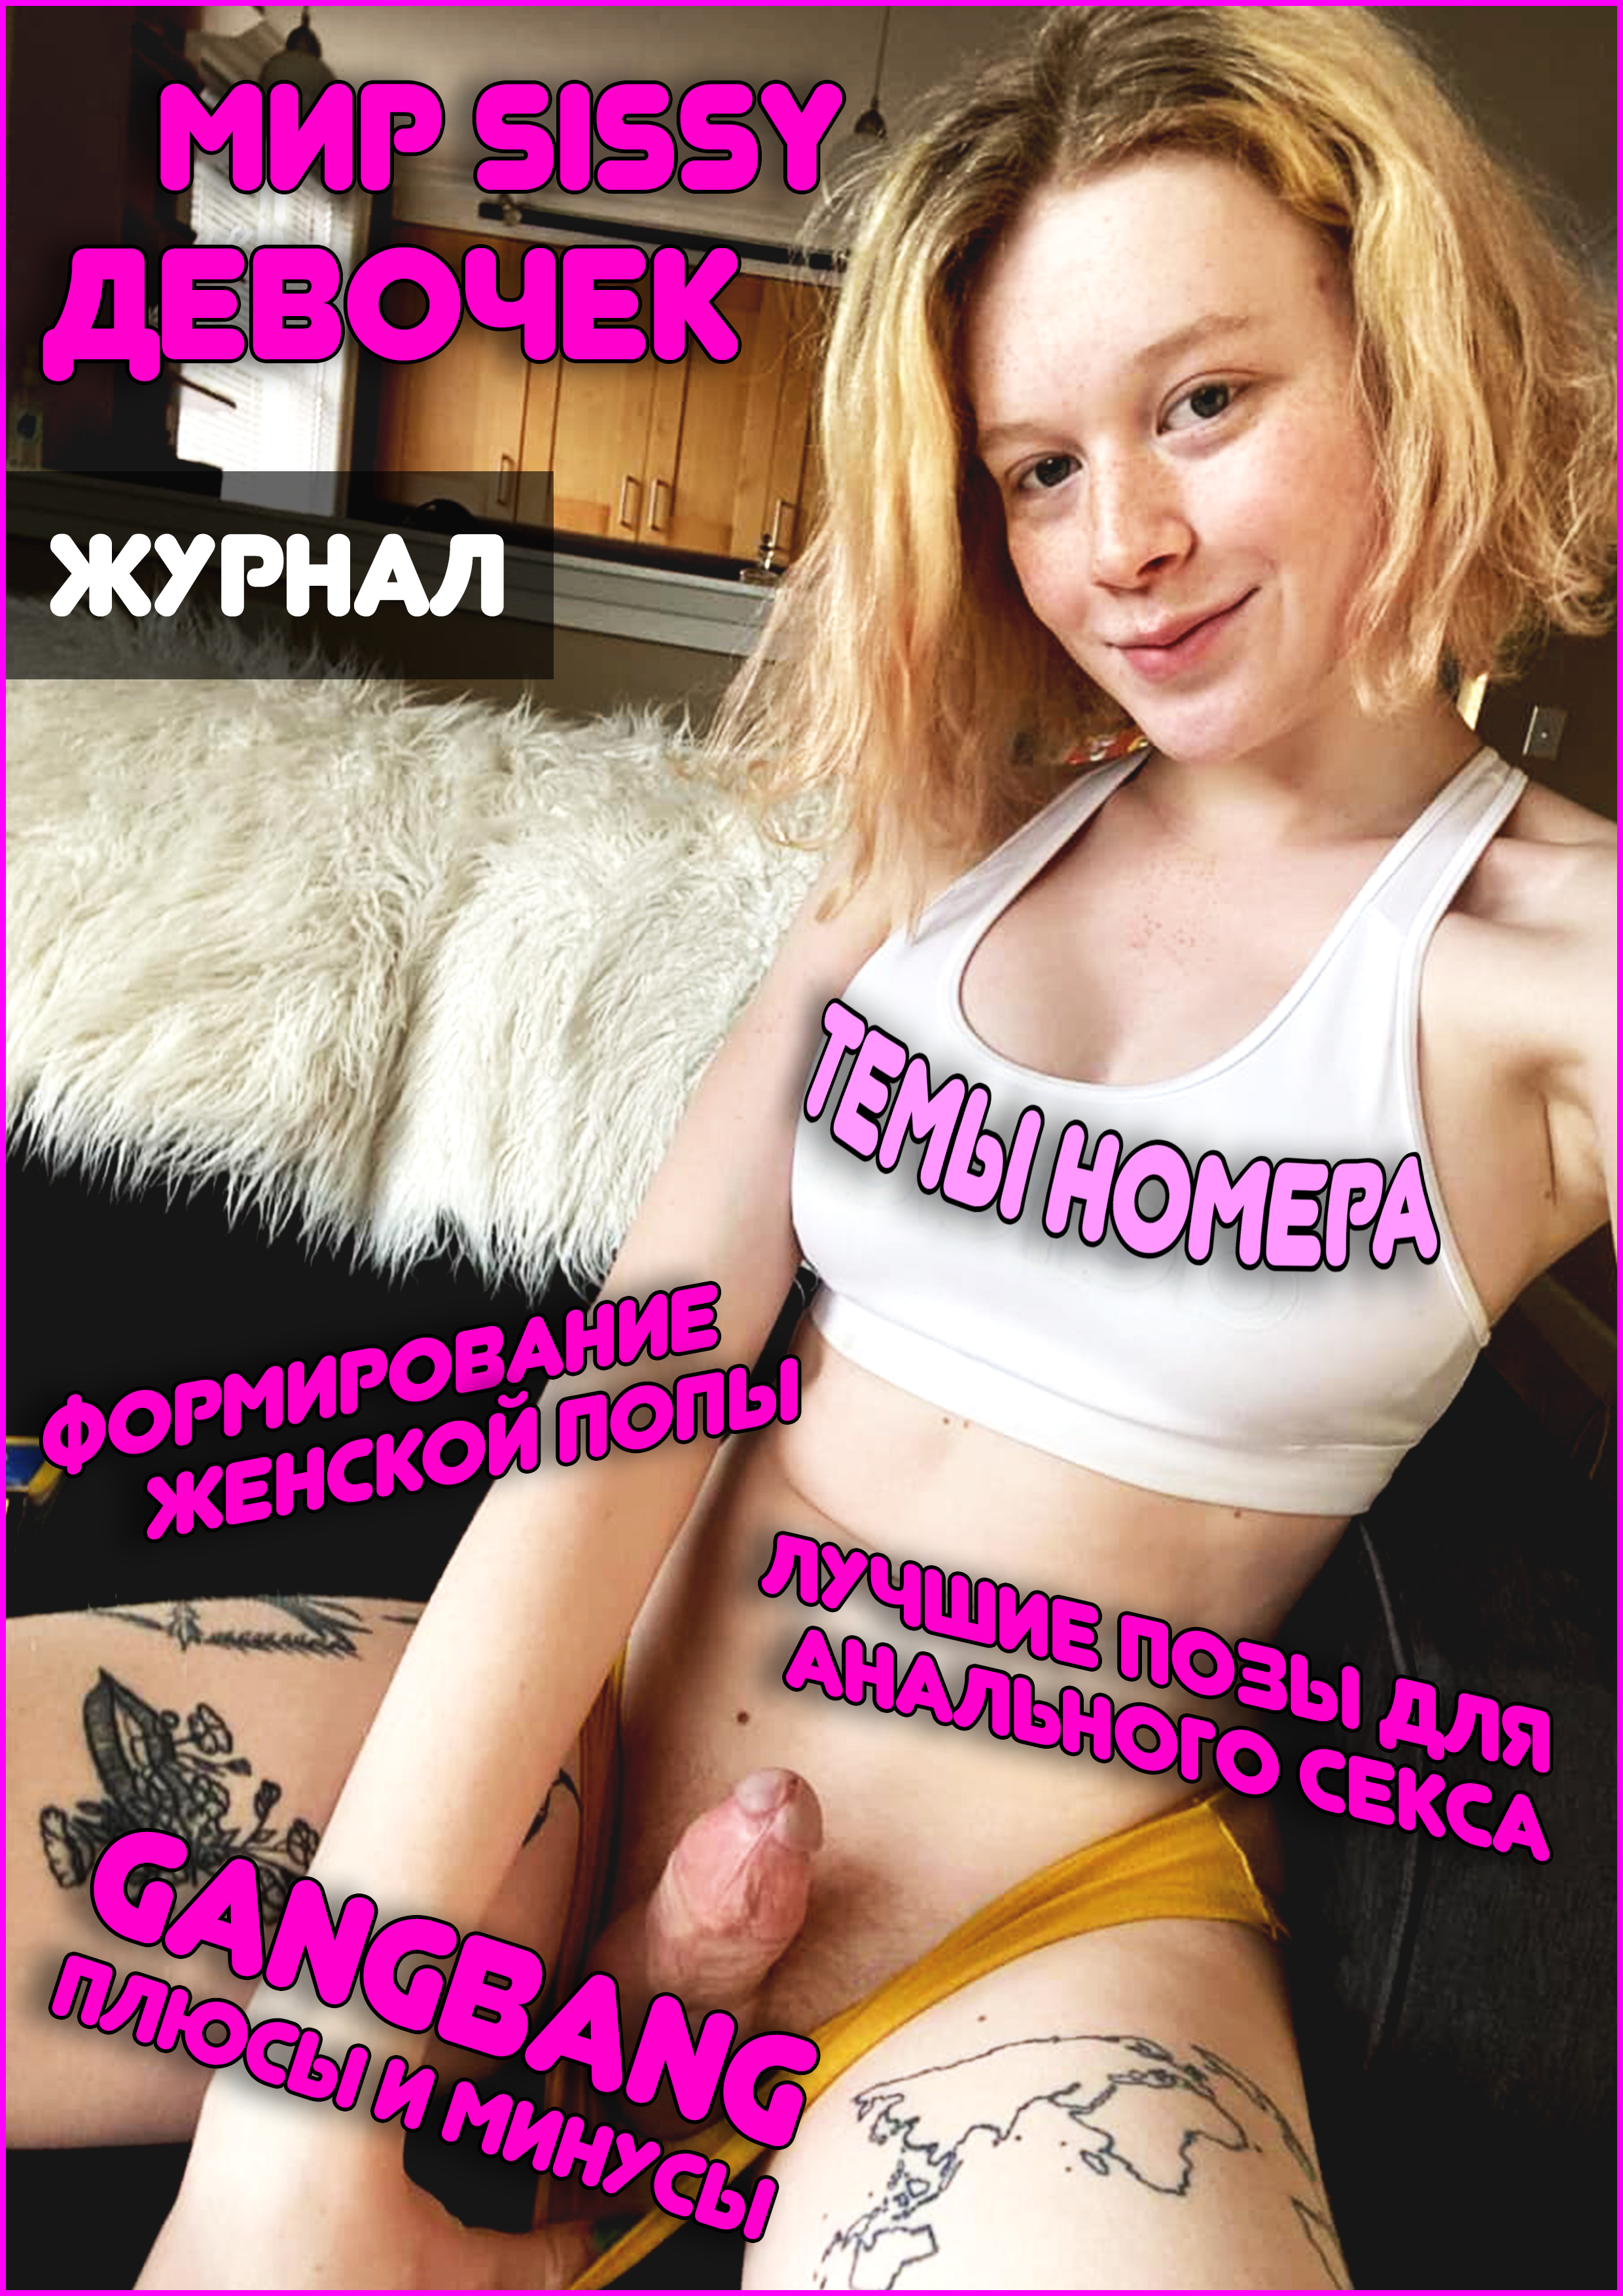 МИР SISSY
ДЕВОЧЕК
ЖУРНАЛ
ТЕМЫ НОМЕРА
ФОРМИРОВАНИЕ
ЖЕНСКОЙ ПОПЫ
ЛУЧШИЕ ПОЗЫ ДЛЯ
АНАЛЬНОГО СЕКСА
GANGBANG
ПЛЮСЫ И МИНУСЫ